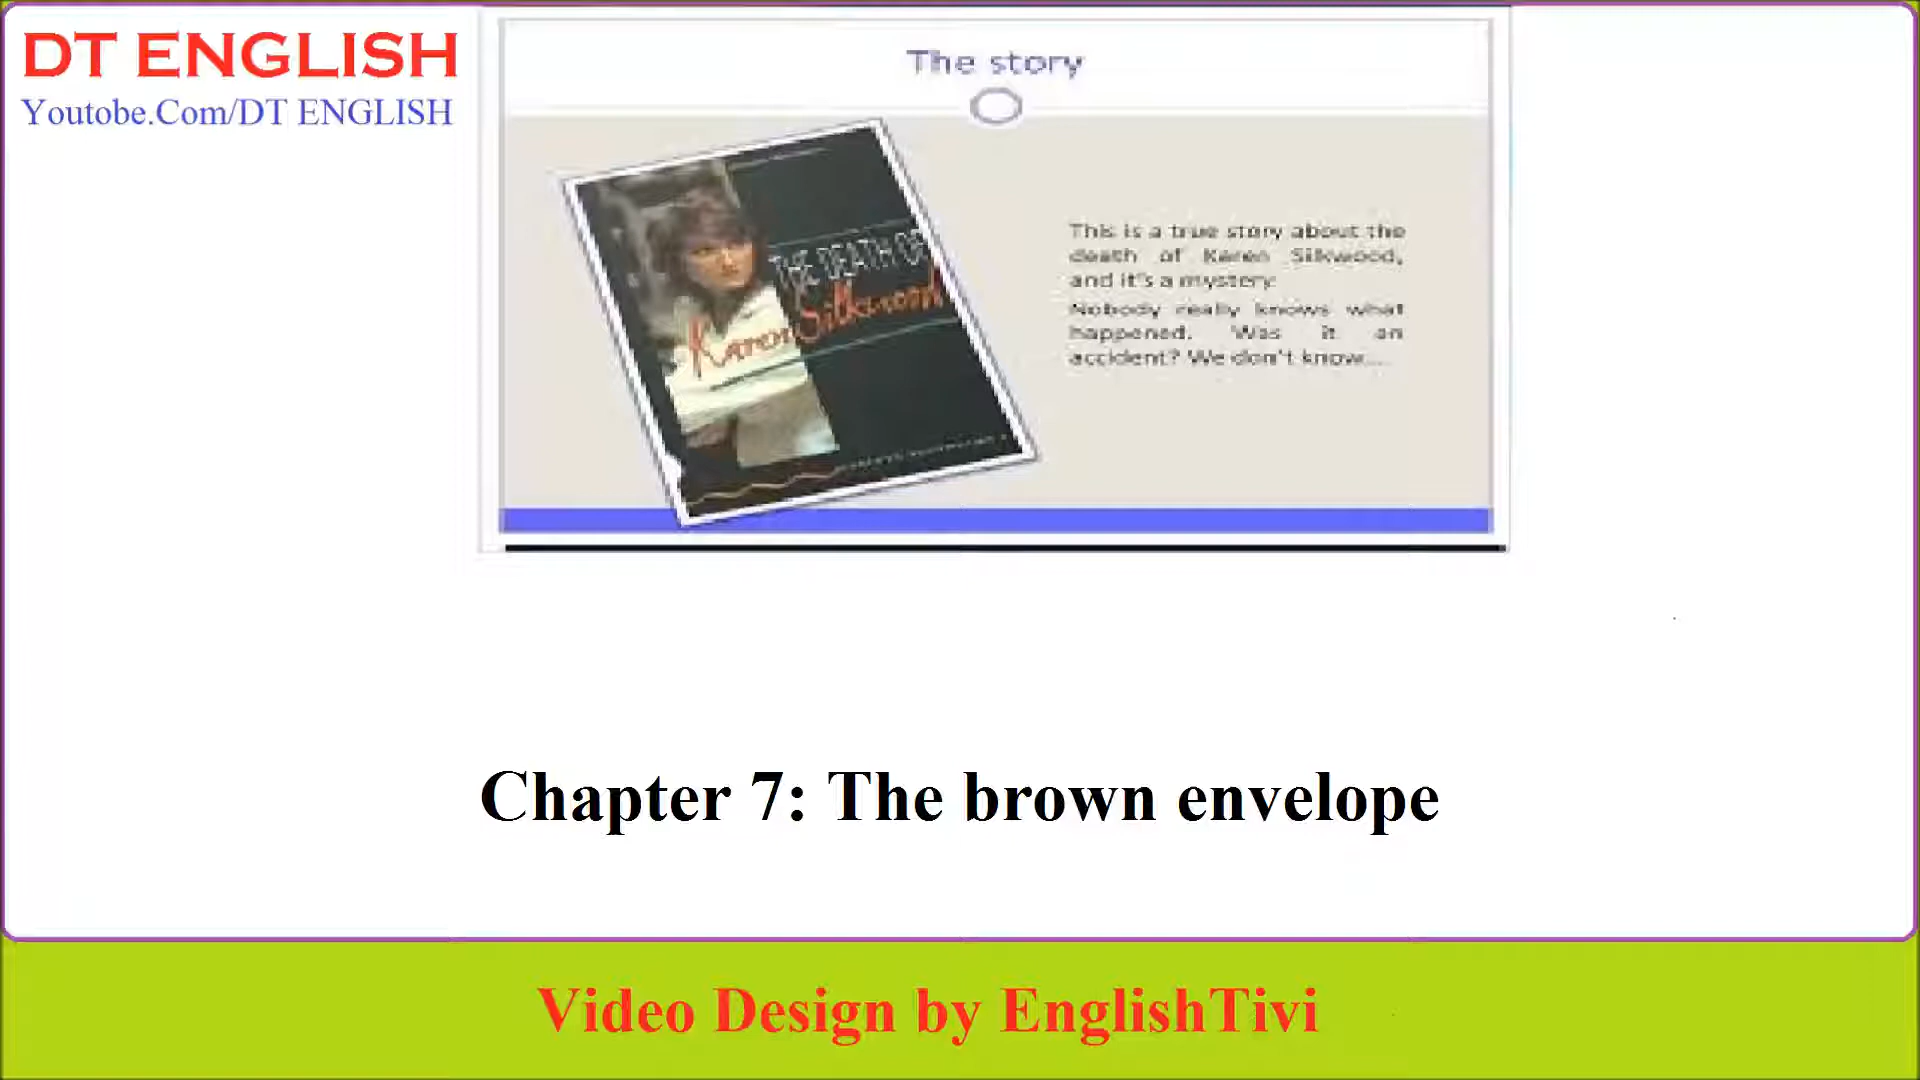 DT ENGLISH
Youtobe.Com/DT ENGLISH
The story
THE DEATH OF
Karen Silkwood
This is a true story about the
death of Karen Silkwood,
and it's a mystery
Nobody really knows what
happened. Was it an
accident? We don't know...
Chapter 7: The brown envelope
Video Design by EnglishTivi